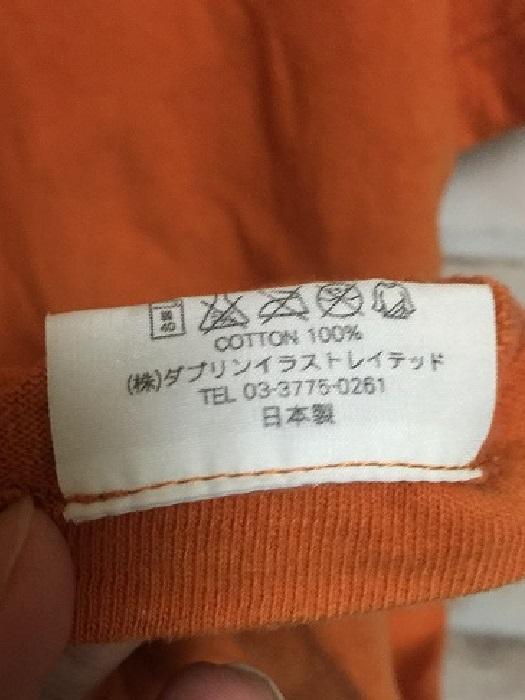 40
COTTON 100%
(株)ダブリンイラストレイテッド
TEL 03-3775-0261
日本製